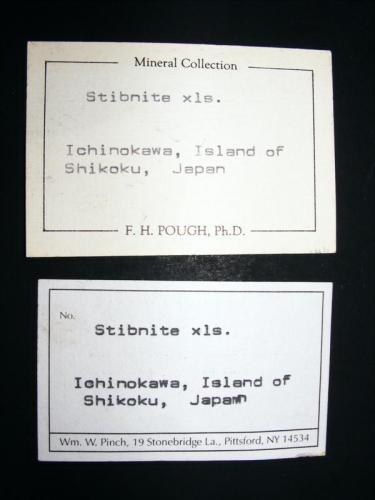 Mineral Collection
Stibnite xls.
Ichinokawa, Island of
Shikoku, Japan
F. H. POUGH, Ph.D.
No.
Stibnite xls.
Ichinokawa, Island of
Shikoku, Japan
Wm. W. Pinch, 19 Stonebridge La., Pittsford, NY 14534